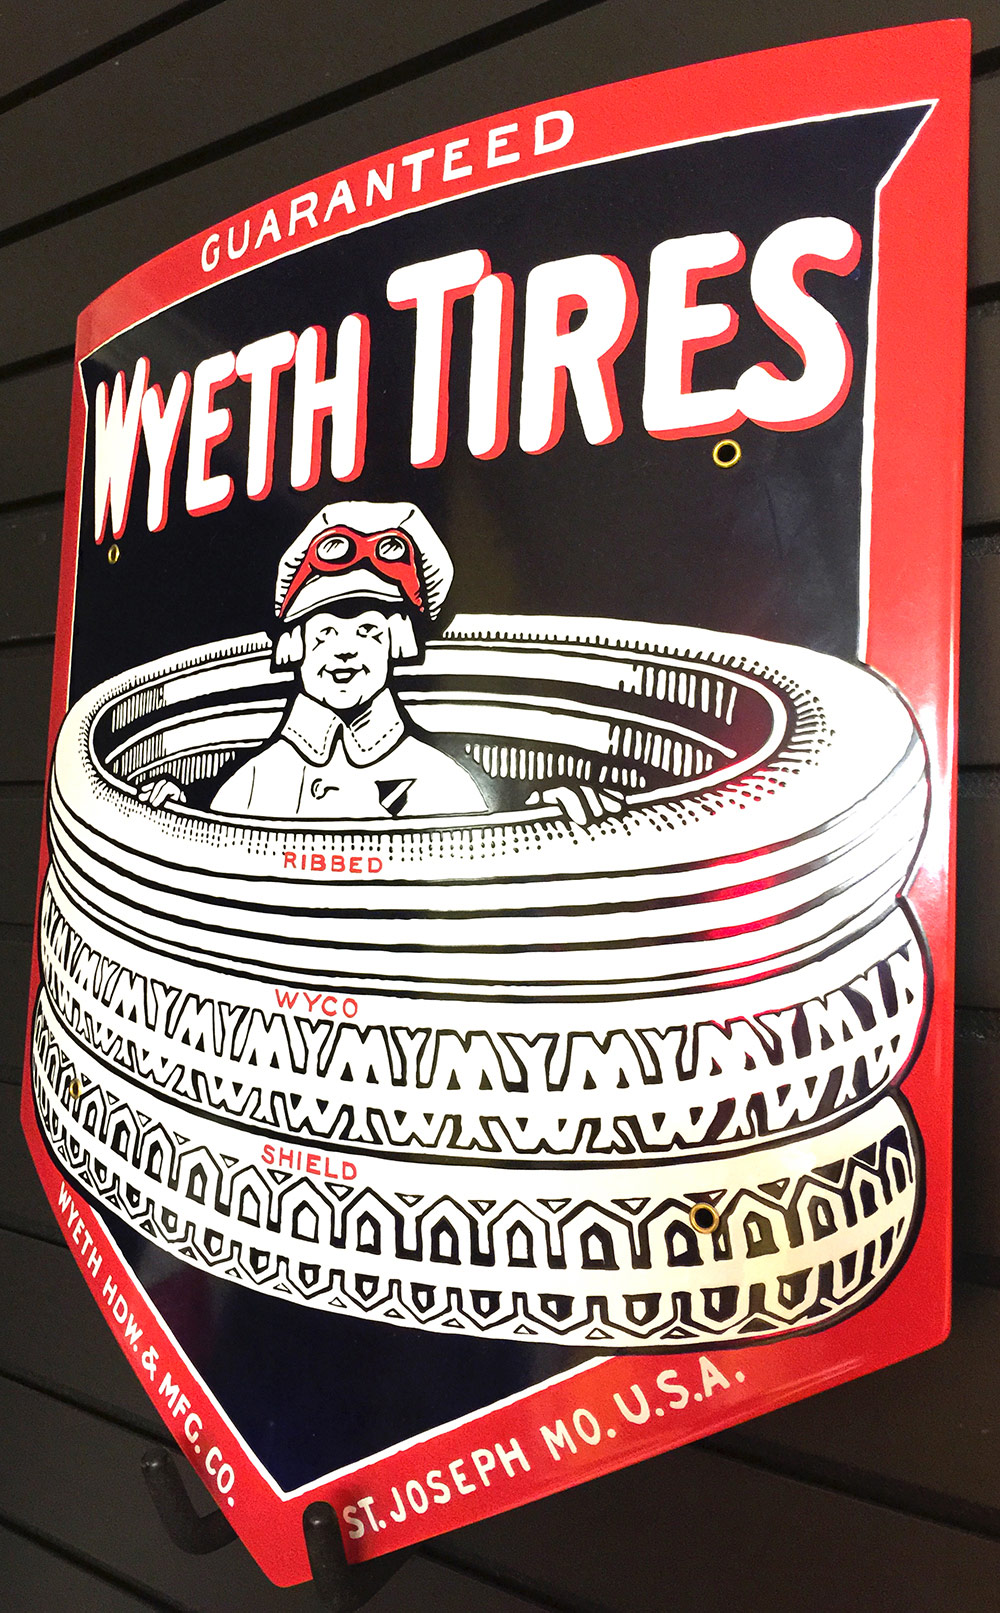 GUARANTEED
WYETH TIRES
RIBBED
WYCO
SHIELD
WYETH HDW. & MFG. CO.
ST. JOSEPH MO. U.S.A.